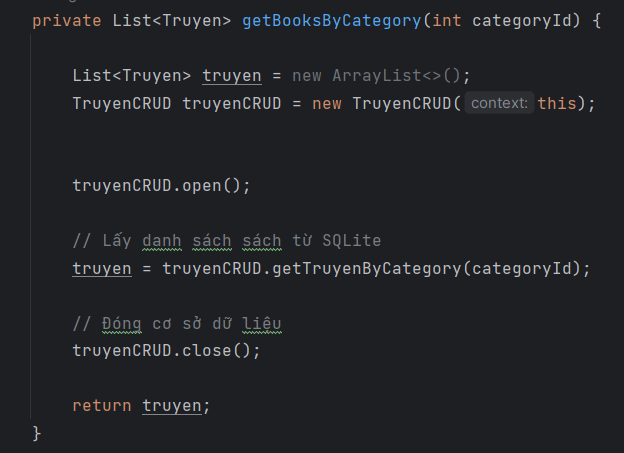 private List<Truyen> getBooksByCategory(int categoryId) {
List<Truyen> truyen = new ArrayList<>();
TruyenCRUD truyenCRUD = new TruyenCRUD( context: this);
truyenCRUD.open();
// Lấy danh sách sách từ SQLite
truyen = truyenCRUD.getTruyenByCategory(categoryId);
// Đóng cơ sở dữ liệu
truyenCRUD.close();
return truyen;
}